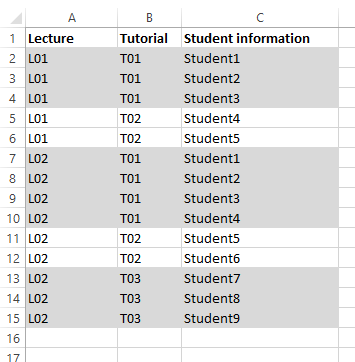 A B C
1 Lecture Tutorial Student information
2 L01 T01 Student1
3 L01 T01 Student2
4 L01 T01 Student3
5 L01 T02 Student4
6 L01 T02 Student5
7 L02 T01 Student1
8 L02 T01 Student2
9 L02 T01 Student3
10 L02 T01 Student4
11 L02 T02 Student5
12 L02 T02 Student6
13 L02 T03 Student7
14 L02 T03 Student8
15 L02 T03 Student9
16
17